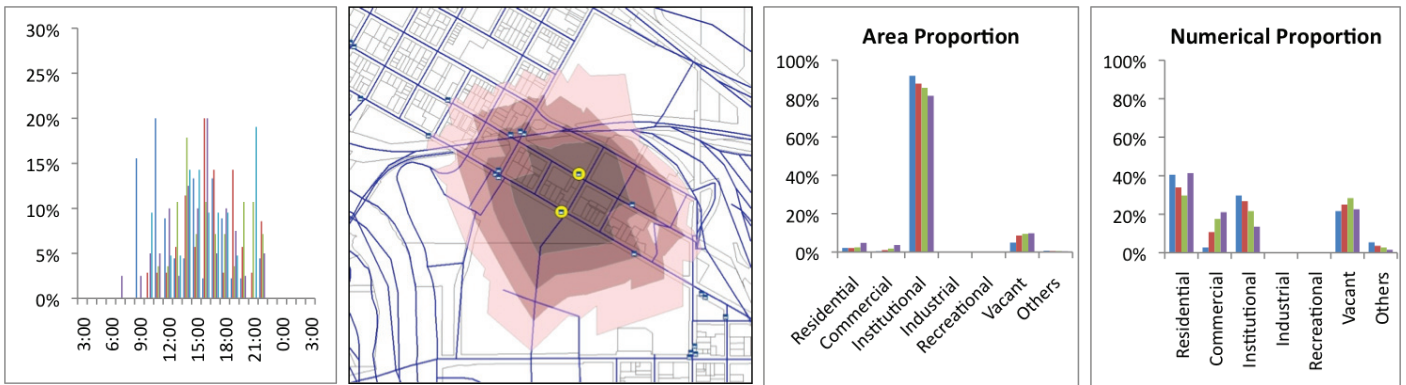 30%
25%
20%
15%
10%
5%
0%
3:00
6:00
9:00
12:00
15:00
18:00
21:00
0:00
3:00
Area Proportion
100%
80%
60%
40%
20%
0%
Residential
Commercial
Institutional
Industrial
Recreational
Vacant
Others
Numerical Proportion
100%
80%
60%
40%
20%
0%
Residential
Commercial
Institutional
Industrial
Recreational
Vacant
Others